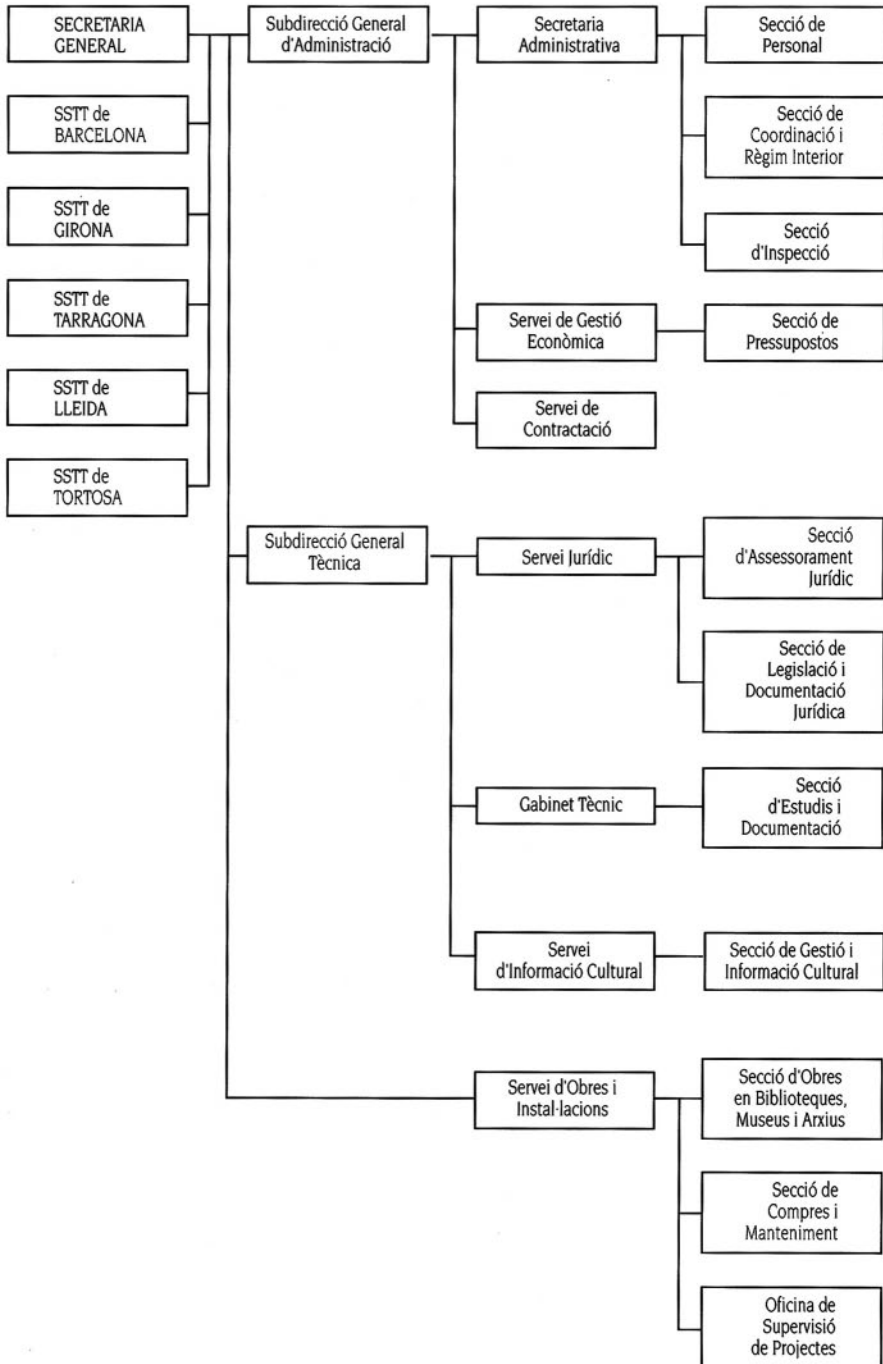 SECRETARIA
GENERAL
Subdirecció General
d'Administració
Secretaria
Administrativa
Secció de
Personal
SSTT de
BARCELONA
Secció de
Coordinació i
Règim Interior
SSTT de
GIRONA
Secció
d'Inspecció
SSTT de
TARRAGONA
Servei de Gestió
Econòmica
Secció de
Pressupostos
SSTT de
LLEIDA
Servei de
Contractació
SSTT de
TORTOSA
Subdirecció General
Tècnica
Servei Jurídic
Secció
d'Assessorament
Jurídic
Secció de
Legislació i
Documentació
Jurídica
Gabinet Tècnic
Secció
d'Estudis i
Documentació
Servei
d'Informació Cultural
Secció de Gestió i
Informació Cultural
Servei d'Obres i
Instal·lacions
Secció d'Obres
en Biblioteques,
Museus i Arxius
Secció de
Compres i
Manteniment
Oficina de
Supervisió
de Projectes